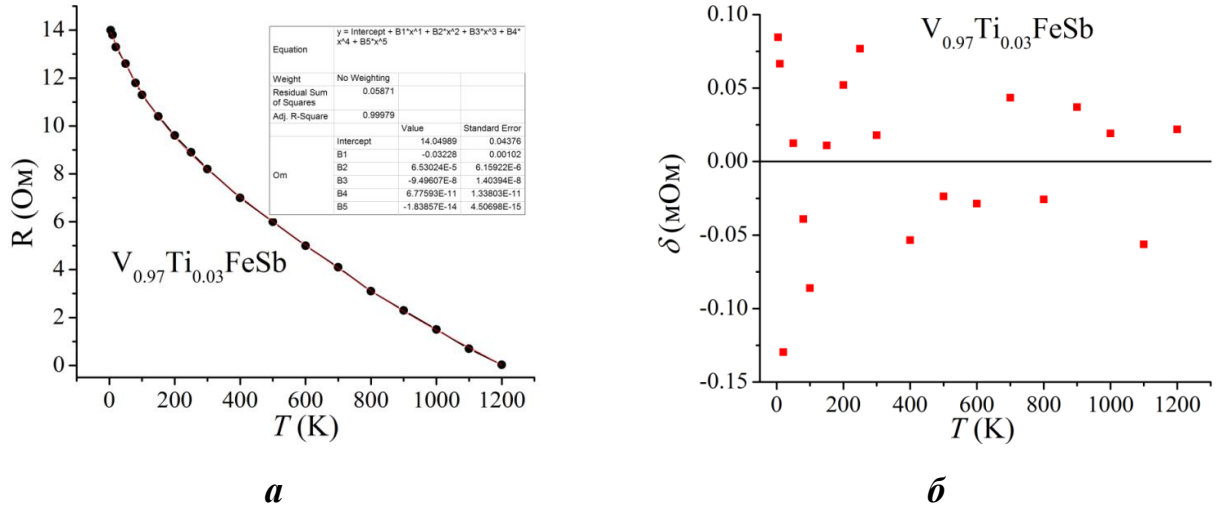 14
12
10
8
6
4
2
0
R (Ом)
Equation
y = Intercept + B1*x^1 + B2*x^2 + B3*x^3 + B4*
x^4 + B5*x^5
Weight No Weighting
Residual Sum
of Squares
0.05871
Adj. R-Square 0.99979
Value Standard Error
Om
Intercept 14.04989 0.04376
B1 -0.03228 0.00102
B2 6.53024E-5 6.15922E-6
B3 -9.49607E-8 1.40394E-8
B4 6.77593E-11 1.33803E-11
B5 -1.83857E-14 4.50698E-15
V0.97Ti0.03FeSb
0 200 400 600 800 1000 1200
T (K)
а
0.10
0.05
0.00
-0.05
-0.10
-0.15
δ (мОм)
V0.97Ti0.03FeSb
0 200 400 600 800 1000 1200
T (K)
б